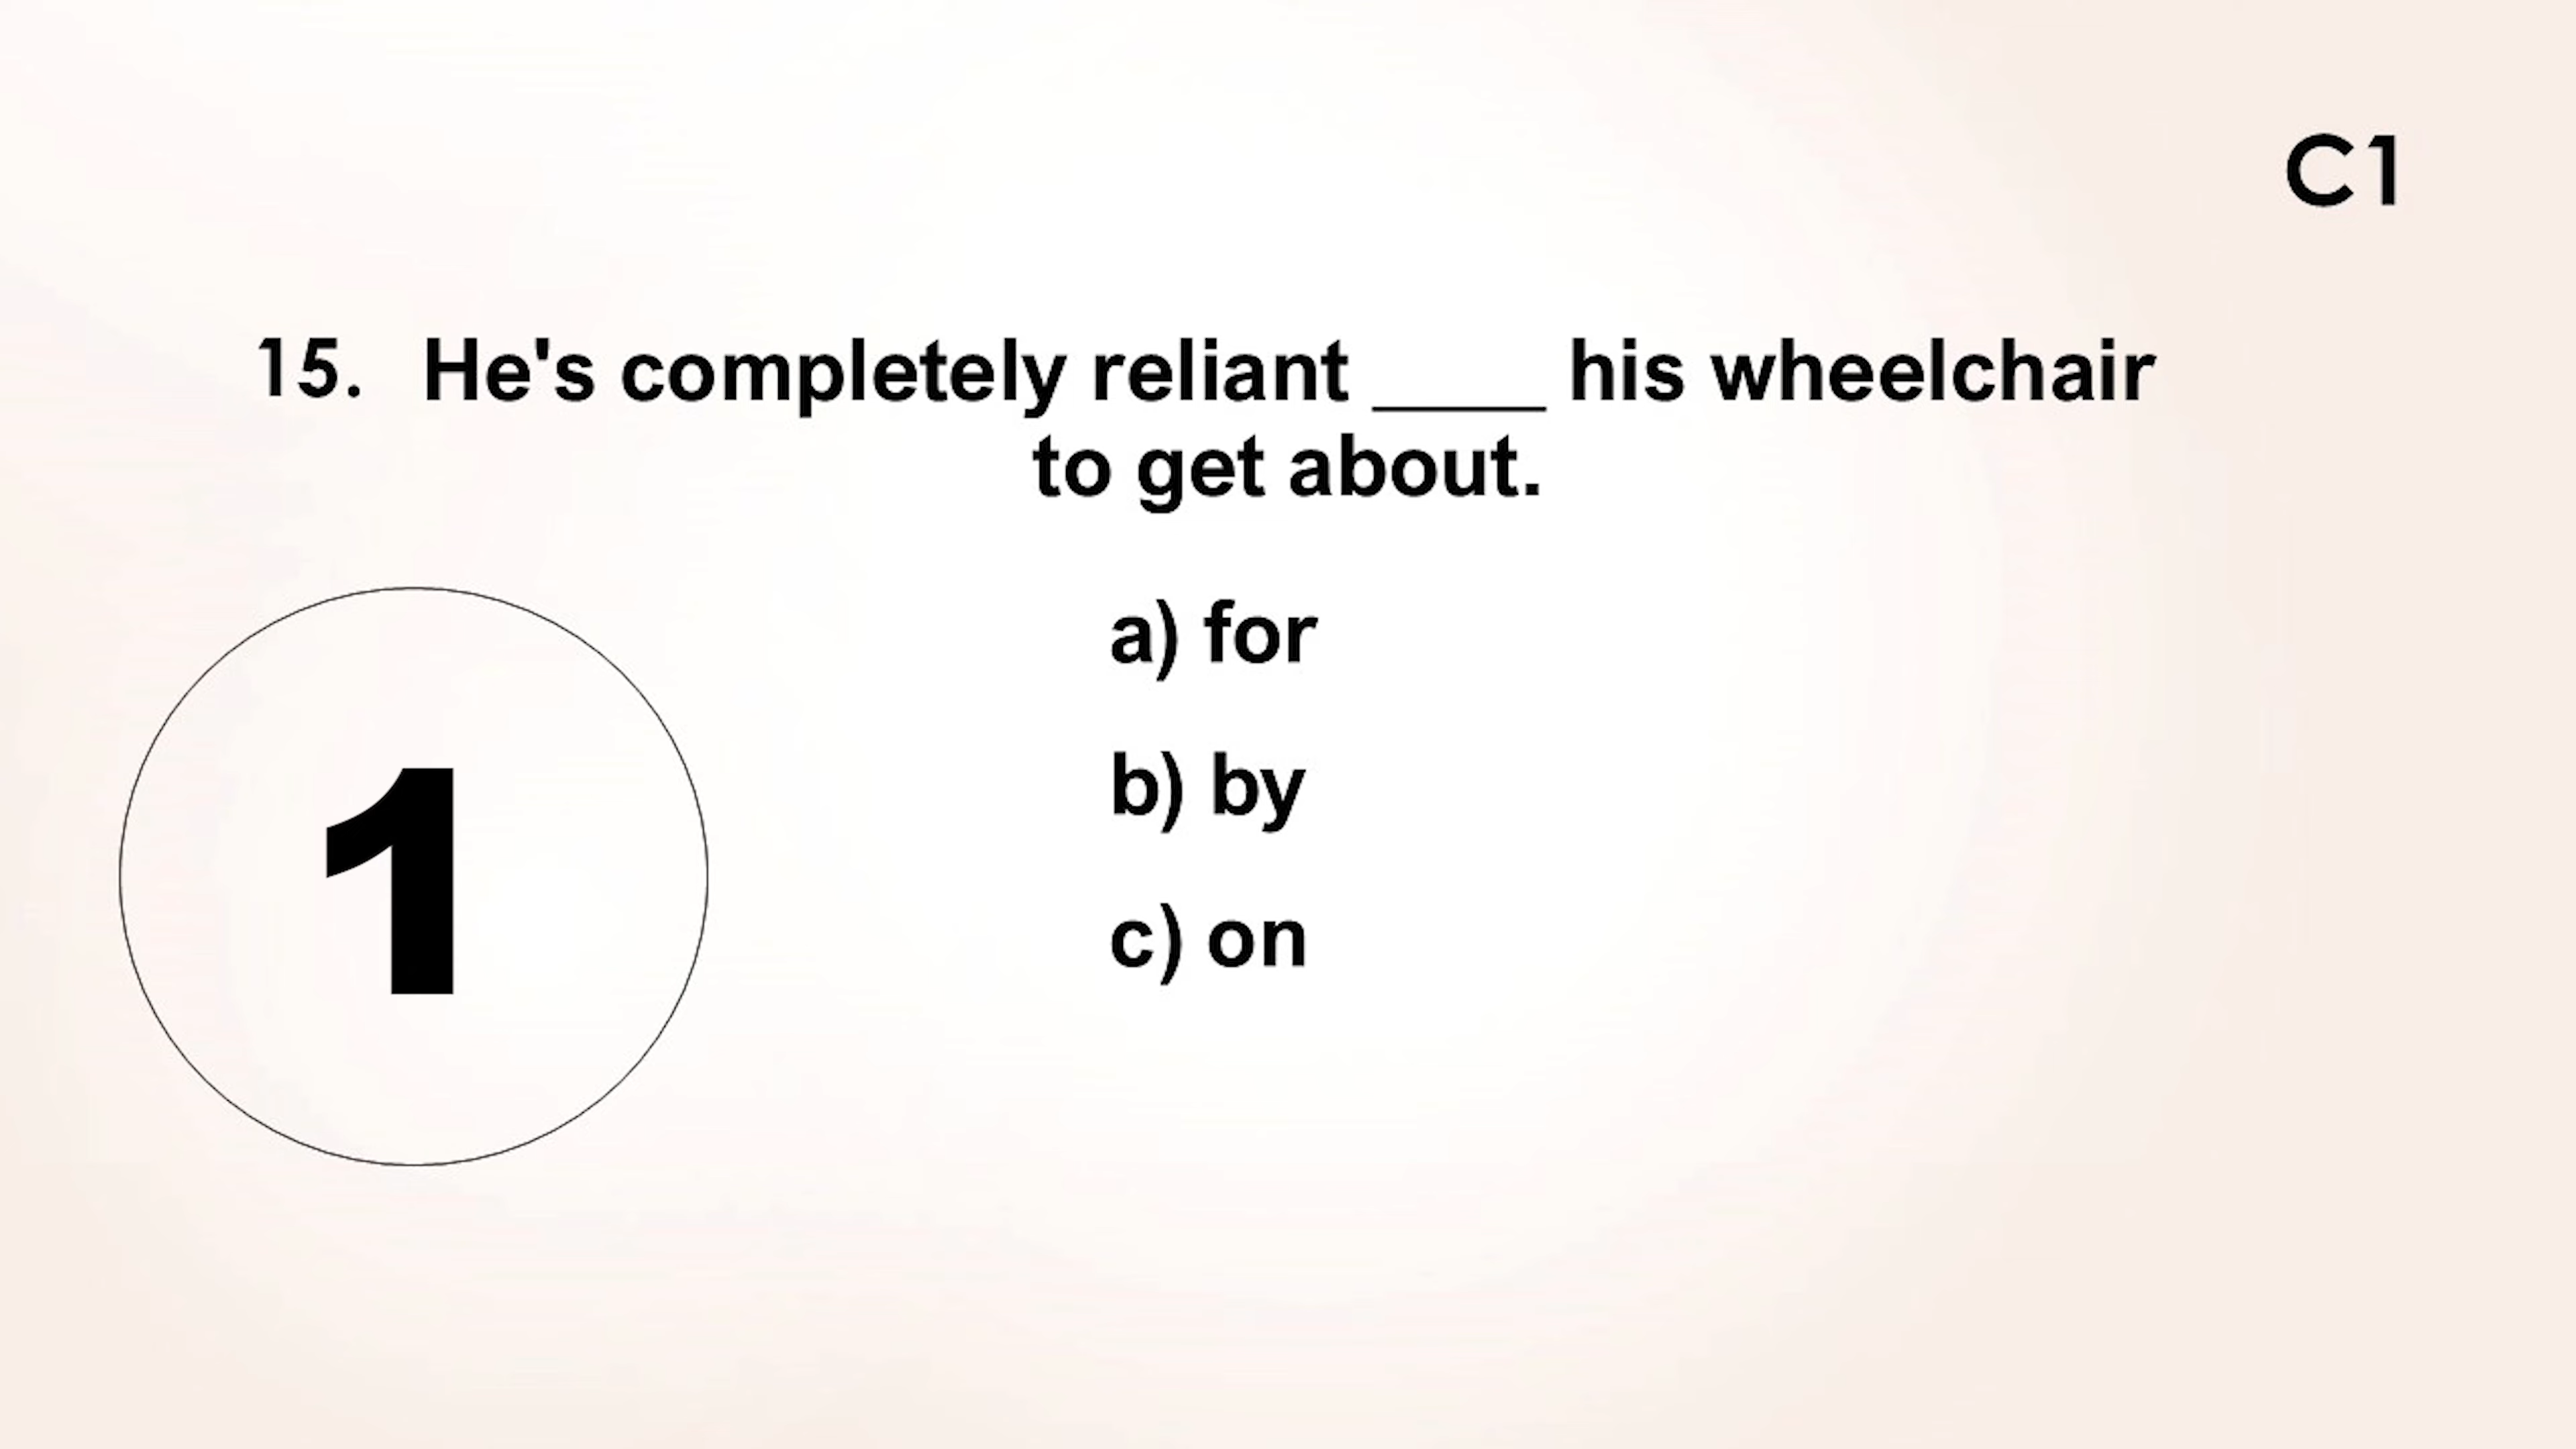 C1
15. He's completely reliant ____ his wheelchair
to get about.
a) for
b) by
c) on
1